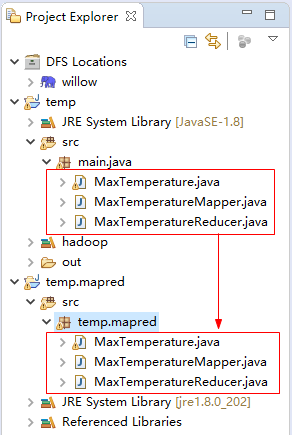 Project Explorer
DFS Locations
willow
temp
JRE System Library [JavaSE-1.8]
src
main.java
MaxTemperature.java
MaxTemperatureMapper.java
MaxTemperatureReducer.java
hadoop
out
temp.mapred
src
temp.mapred
MaxTemperature.java
MaxTemperatureMapper.java
MaxTemperatureReducer.java
JRE System Library [jre1.8.0_202]
Referenced Libraries